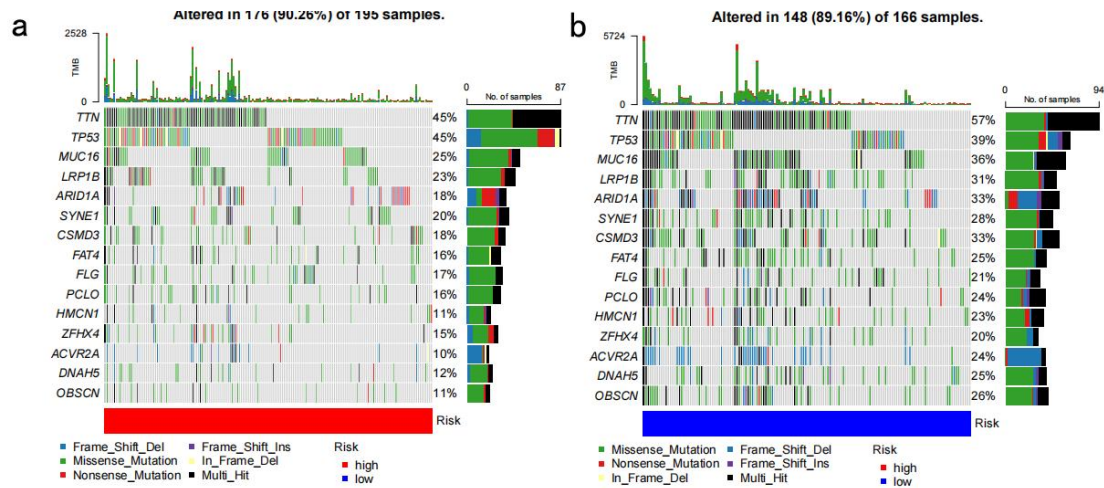 a
Altered in 176 (90.26%) of 195 samples.
2528
TMB
0
No. of samples
0 87
TTN 45%
TP53 45%
MUC16 25%
LRP1B 23%
ARID1A 18%
SYNE1 20%
CSMD3 18%
FAT4 16%
FLG 17%
PCLO 16%
HMCN1 11%
ZFHX4 15%
ACVR2A 10%
DNAH5 12%
OBSCN 11%
Risk
Frame_Shift_Del Frame_Shift_Ins Risk
Missense_Mutation In_Frame_Del high
Nonsense_Mutation Multi_Hit low
b
Altered in 148 (89.16%) of 166 samples.
5724
TMB
0
0 94
No. of samples
TTN 57%
TP53 39%
MUC16 36%
LRP1B 31%
ARID1A 33%
SYNE1 28%
CSMD3 33%
FAT4 25%
FLG 21%
PCLO 24%
HMCN1 23%
ZFHX4 20%
ACVR2A 24%
DNAH5 25%
OBSCN 26%
Risk
Missense_Mutation Frame_Shift_Del Risk
Nonsense_Mutation Frame_Shift_Ins high
In_Frame_Del Multi_Hit low